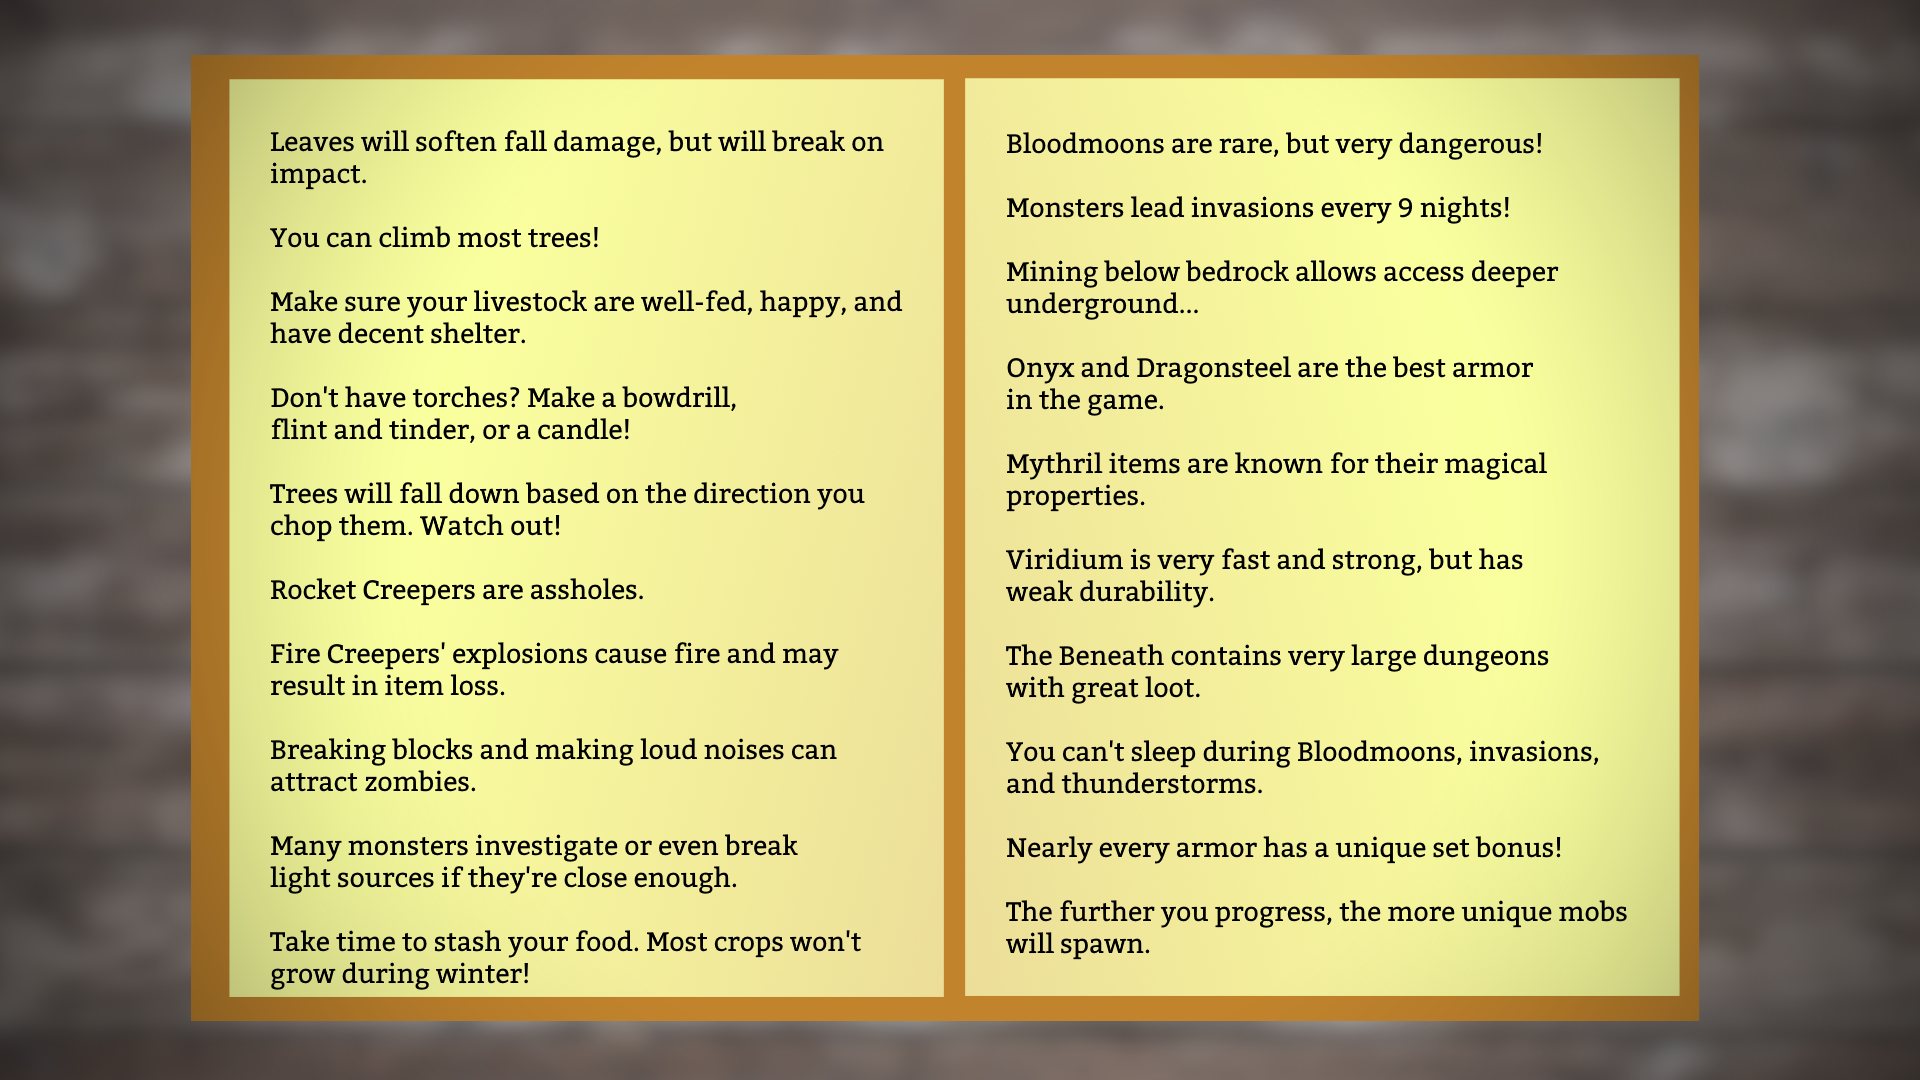 Leaves will soften fall damage, but will break on
impact.
You can climb most trees!
Make sure your livestock are well-fed, happy, and
have decent shelter.
Don't have torches? Make a bowdrill,
flint and tinder, or a candle!
Trees will fall down based on the direction you
chop them. Watch out!
Rocket Creepers are assholes.
Fire Creepers' explosions cause fire and may
result in item loss.
Breaking blocks and making loud noises can
attract zombies.
Many monsters investigate or even break
light sources if they're close enough.
Take time to stash your food. Most crops won't
grow during winter!
Bloodmoons are rare, but very dangerous!
Monsters lead invasions every 9 nights!
Mining below bedrock allows access deeper
underground...
Onyx and Dragonsteel are the best armor
in the game.
Mythril items are known for their magical
properties.
Viridium is very fast and strong, but has
weak durability.
The Beneath contains very large dungeons
with great loot.
You can't sleep during Bloodmoons, invasions,
and thunderstorms.
Nearly every armor has a unique set bonus!
The further you progress, the more unique mobs
will spawn.